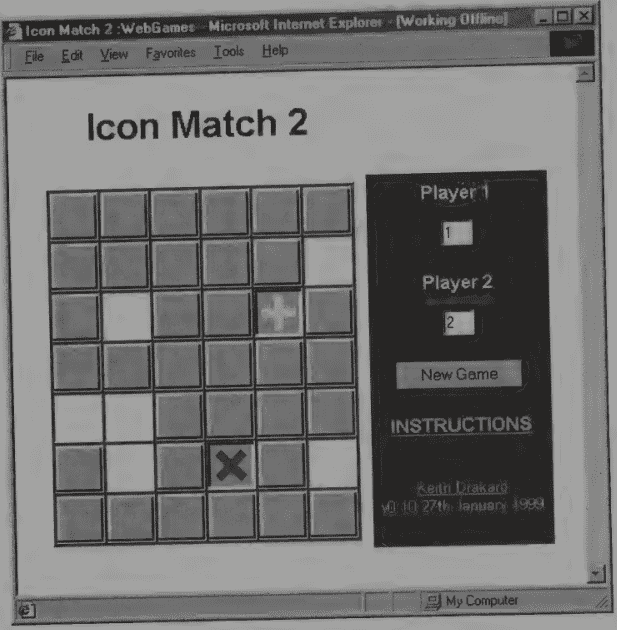 Icon Match 2 :WebGames - Microsoft Internet Explorer - [Working Offline]
File Edit View Favorites Tools Help
Icon Match 2
Player 1
1
Player 2
2
New Game
INSTRUCTIONS
Keith Drakard
v0.10, 27th January 1999
My Computer